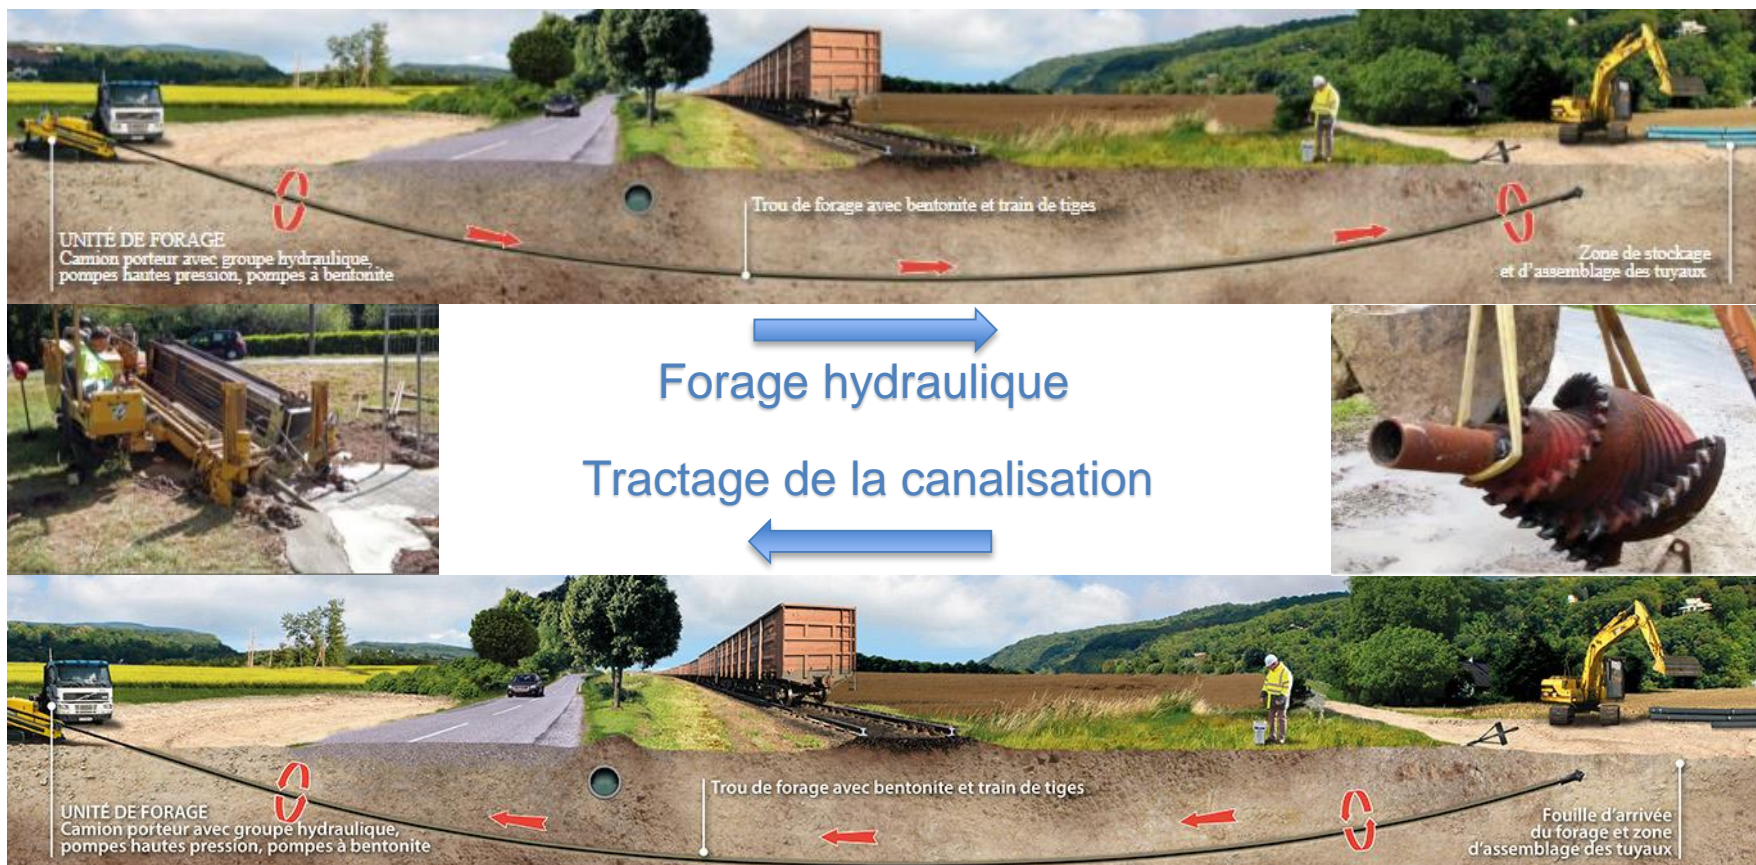 Trou de forage avec bentonite et train de tiges
UNITÉ DE FORAGE
Camion porteur avec groupe hydraulique,
pompes hautes pression, pompes à bentonite
Zone de stockage
et d'assemblage des tuyaux
Forage hydraulique
Tractage de la canalisation
Trou de forage avec bentonite et train de tiges
UNITÉ DE FORAGE
Camion porteur avec groupe hydraulique,
pompes hautes pression, pompes à bentonite
Fouille d'arrivée
du forage et zone
d'assemblage des tuyaux